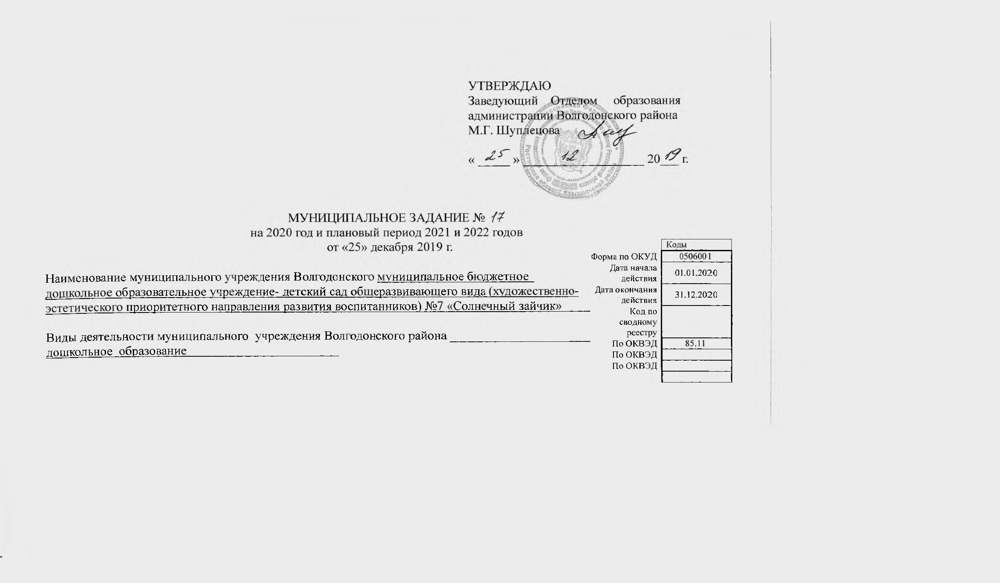 УТВЕРЖДАЮ
Заведующий Отделом образования
администрации Волгодонского района
М.Г. Шуплецова
« 25 » 12 2019 г.
МУНИЦИПАЛЬНОЕ ЗАДАНИЕ № 17
на 2020 год и плановый период 2021 и 2022 годов
от «25» декабря 2019 г.
Наименование муниципального учреждения Волгодонского муниципальное бюджетное
дошкольное образовательное учреждение- детский сад общеразвивающего вида (художественно-
эстетического приоритетного направления развития воспитанников) №7 «Солнечный зайчик»
Виды деятельности муниципального учреждения Волгодонского района
дошкольное образование
Коды
Форма по ОКУД 0506001
Дата начала
действия 01.01.2020
Дата окончания
действия 31.12.2020
Код по
сводному
реестру
По ОКВЭД 85.11
По ОКВЭД
По ОКВЭД